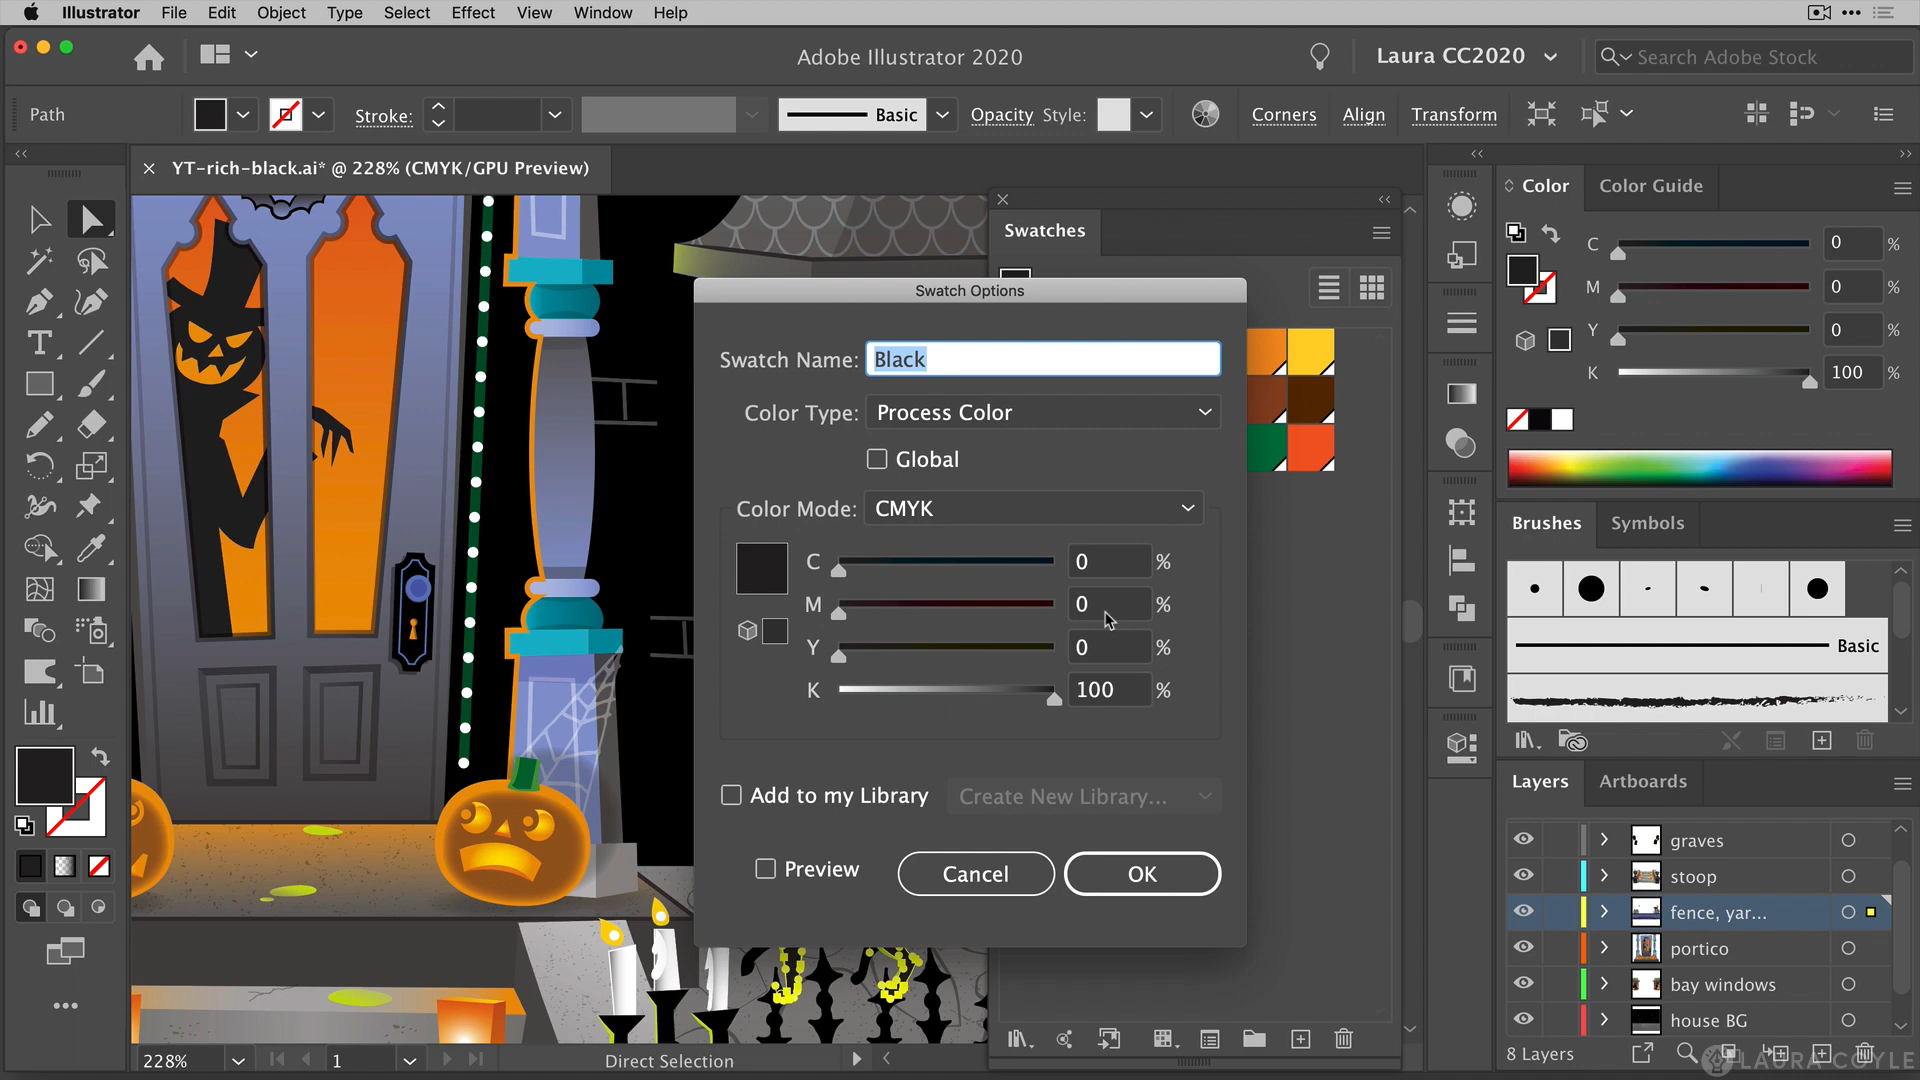 Illustrator File Edit Object Type Select Effect View Window Help
Adobe Illustrator 2020
Laura CC2020
Search Adobe Stock
Path
Stroke:
Basic
Opacity Style:
Corners
Align
Transform
YT-rich-black.ai* @ 228% (CMYK/GPU Preview)
Swatches
Swatch Options
Swatch Name: Black
Color Type: Process Color
Global
Color Mode: CMYK
C 0 %
M 0 %
Y 0 %
K 100 %
Add to my Library
Create New Library...
Preview
Cancel
OK
Color
Color Guide
C 0 %
M 0 %
Y 0 %
K 100 %
Brushes
Symbols
Basic
Layers
Artboards
graves
stoop
fence, yar...
portico
bay windows
house BG
8 Layers
228%
1
Direct Selection
LAURA COYLE